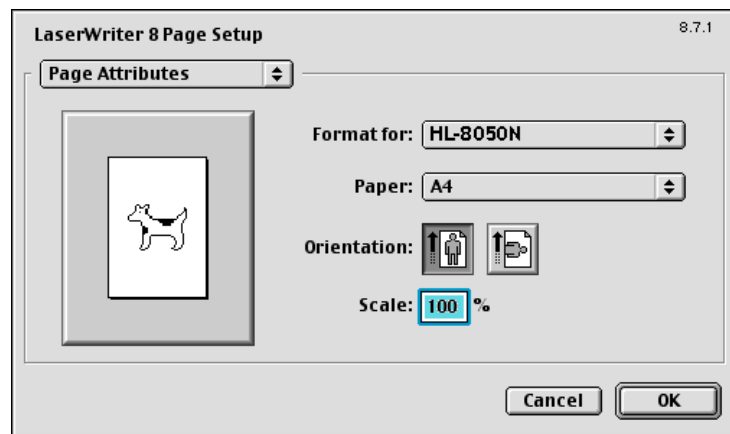 LaserWriter 8 Page Setup
8.7.1
Page Attributes
Format for: HL-8050N
Paper: A4
Orientation:
Scale: 100 %
Cancel OK